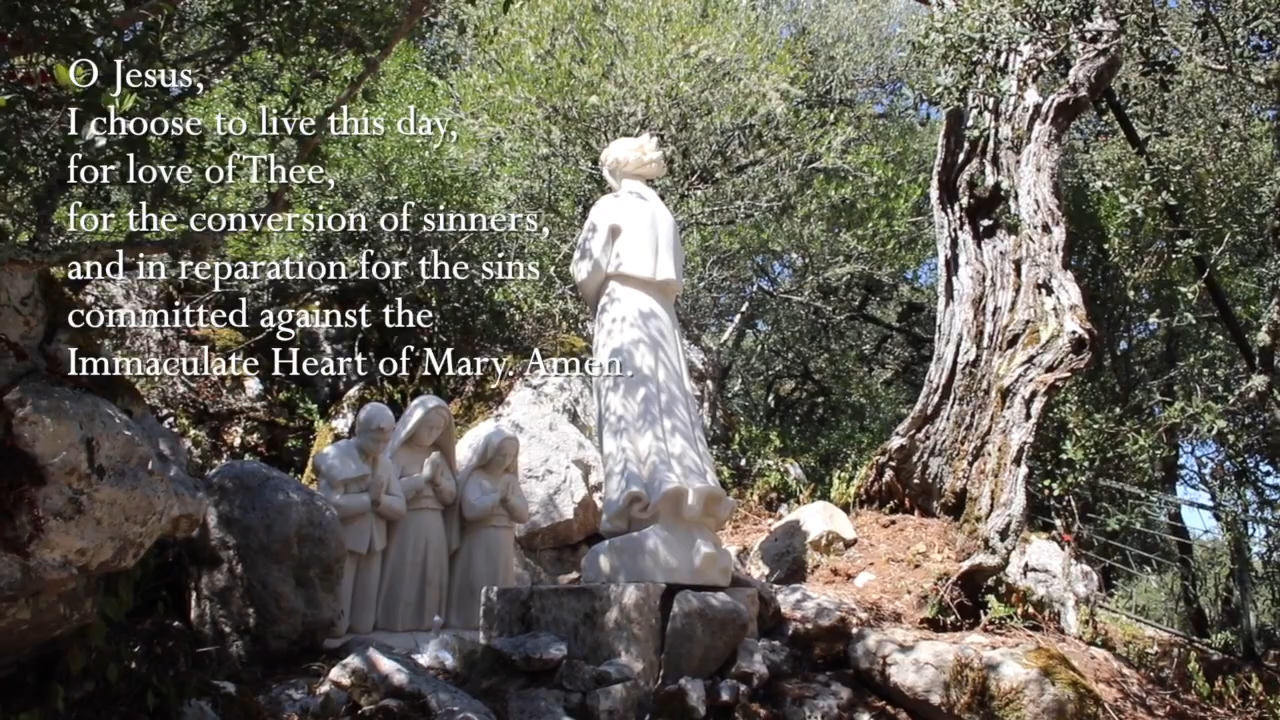 O Jesus,
I choose to live this day,
for love of Thee,
for the conversion of sinners,
and in reparation for the sins
committed against the
Immaculate Heart of Mary. Amen.